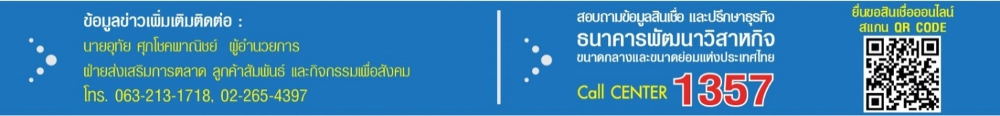 ข้อมูลข่าวเพิ่มเติมติดต่อ :
นายอุทัย ศุภโชคพาณิชย์ ผู้อำนวยการ
ฝ่ายส่งเสริมการตลาด ลูกค้าสัมพันธ์ และกิจกรรมเพื่อสังคม
โทร. 063-213-1718, 02-265-4397
สอบถามข้อมูลสินเชื่อ และปรึกษาธุรกิจ
ธนาคารพัฒนาวิสาหกิจ
ขนาดกลางและขนาดย่อมแห่งประเทศไทย
Call CENTER 1357
ยื่นขอสินเชื่อออนไลน์
สแกน QR CODE